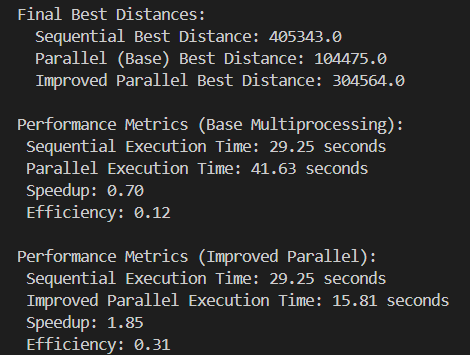 Final Best Distances:
Sequential Best Distance: 405343.0
Parallel (Base) Best Distance: 104475.0
Improved Parallel Best Distance: 304564.0
Performance Metrics (Base Multiprocessing):
Sequential Execution Time: 29.25 seconds
Parallel Execution Time: 41.63 seconds
Speedup: 0.70
Efficiency: 0.12
Performance Metrics (Improved Parallel):
Sequential Execution Time: 29.25 seconds
Improved Parallel Execution Time: 15.81 seconds
Speedup: 1.85
Efficiency: 0.31